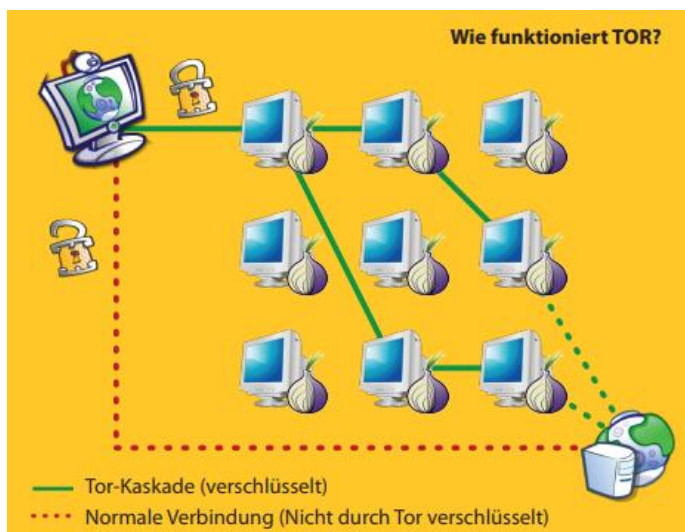 Wie funktioniert TOR?
Tor-Kaskade (verschlüsselt)
Normale Verbindung (Nicht durch Tor verschlüsselt)